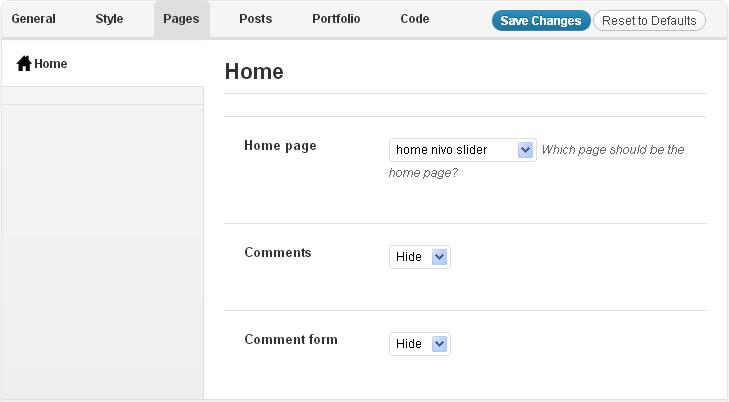 General Style Pages Posts Portfolio Code Save Changes Reset to Defaults
Home
Home
Home page home nivo slider Which page should be the
home page?
Comments Hide
Comment form Hide